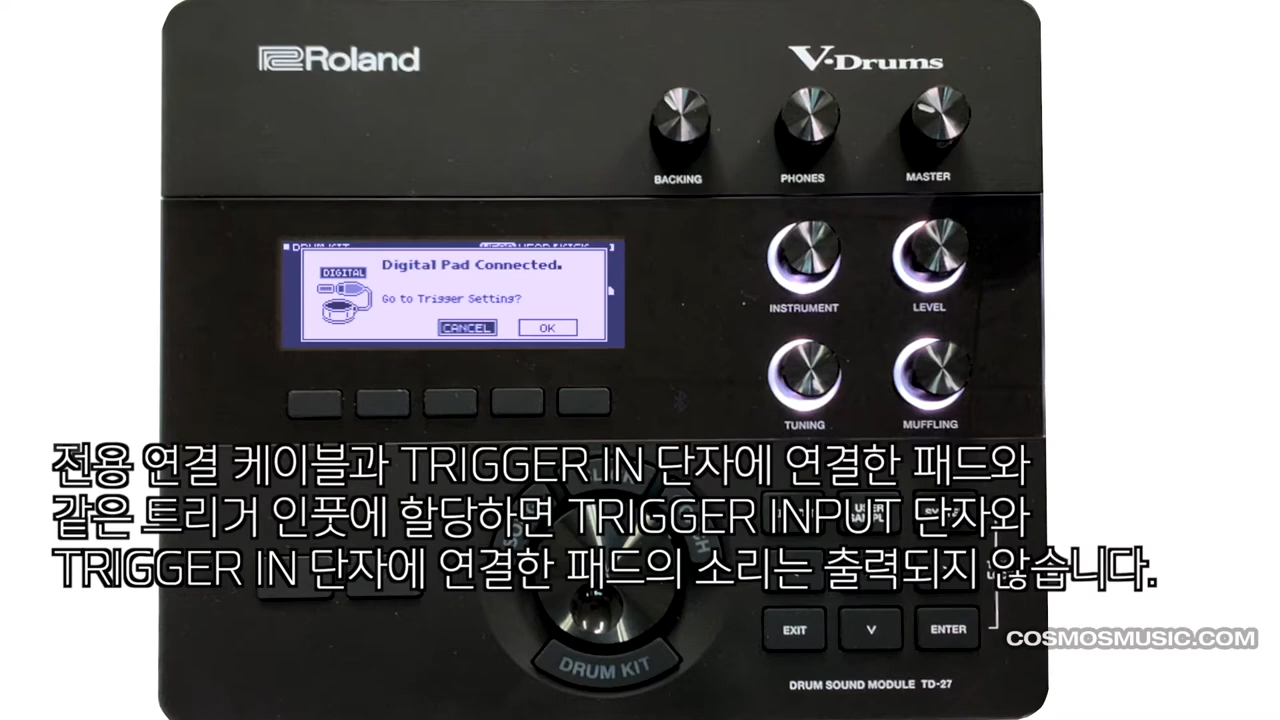 Roland
V-Drums
BACKING
PHONES
MASTER
DRUM KIT
DIGITAL
Digital Pad Connected.
Go to Trigger Setting?
CANCEL
OK
INSTRUMENT
LEVEL
TUNING
MUFFLING
전용 연결 케이블과 TRIGGER IN 단자에 연결한 패드와
같은 트리거 인풋에 할당하면 TRIGGER INPUT 단자와
TRIGGER IN 단자에 연결한 패드의 소리는 출력되지 않습니다.
EXIT
V
ENTER
COSMOSMUSIC.COM
DRUM KIT
DRUM SOUND MODULE TD-27